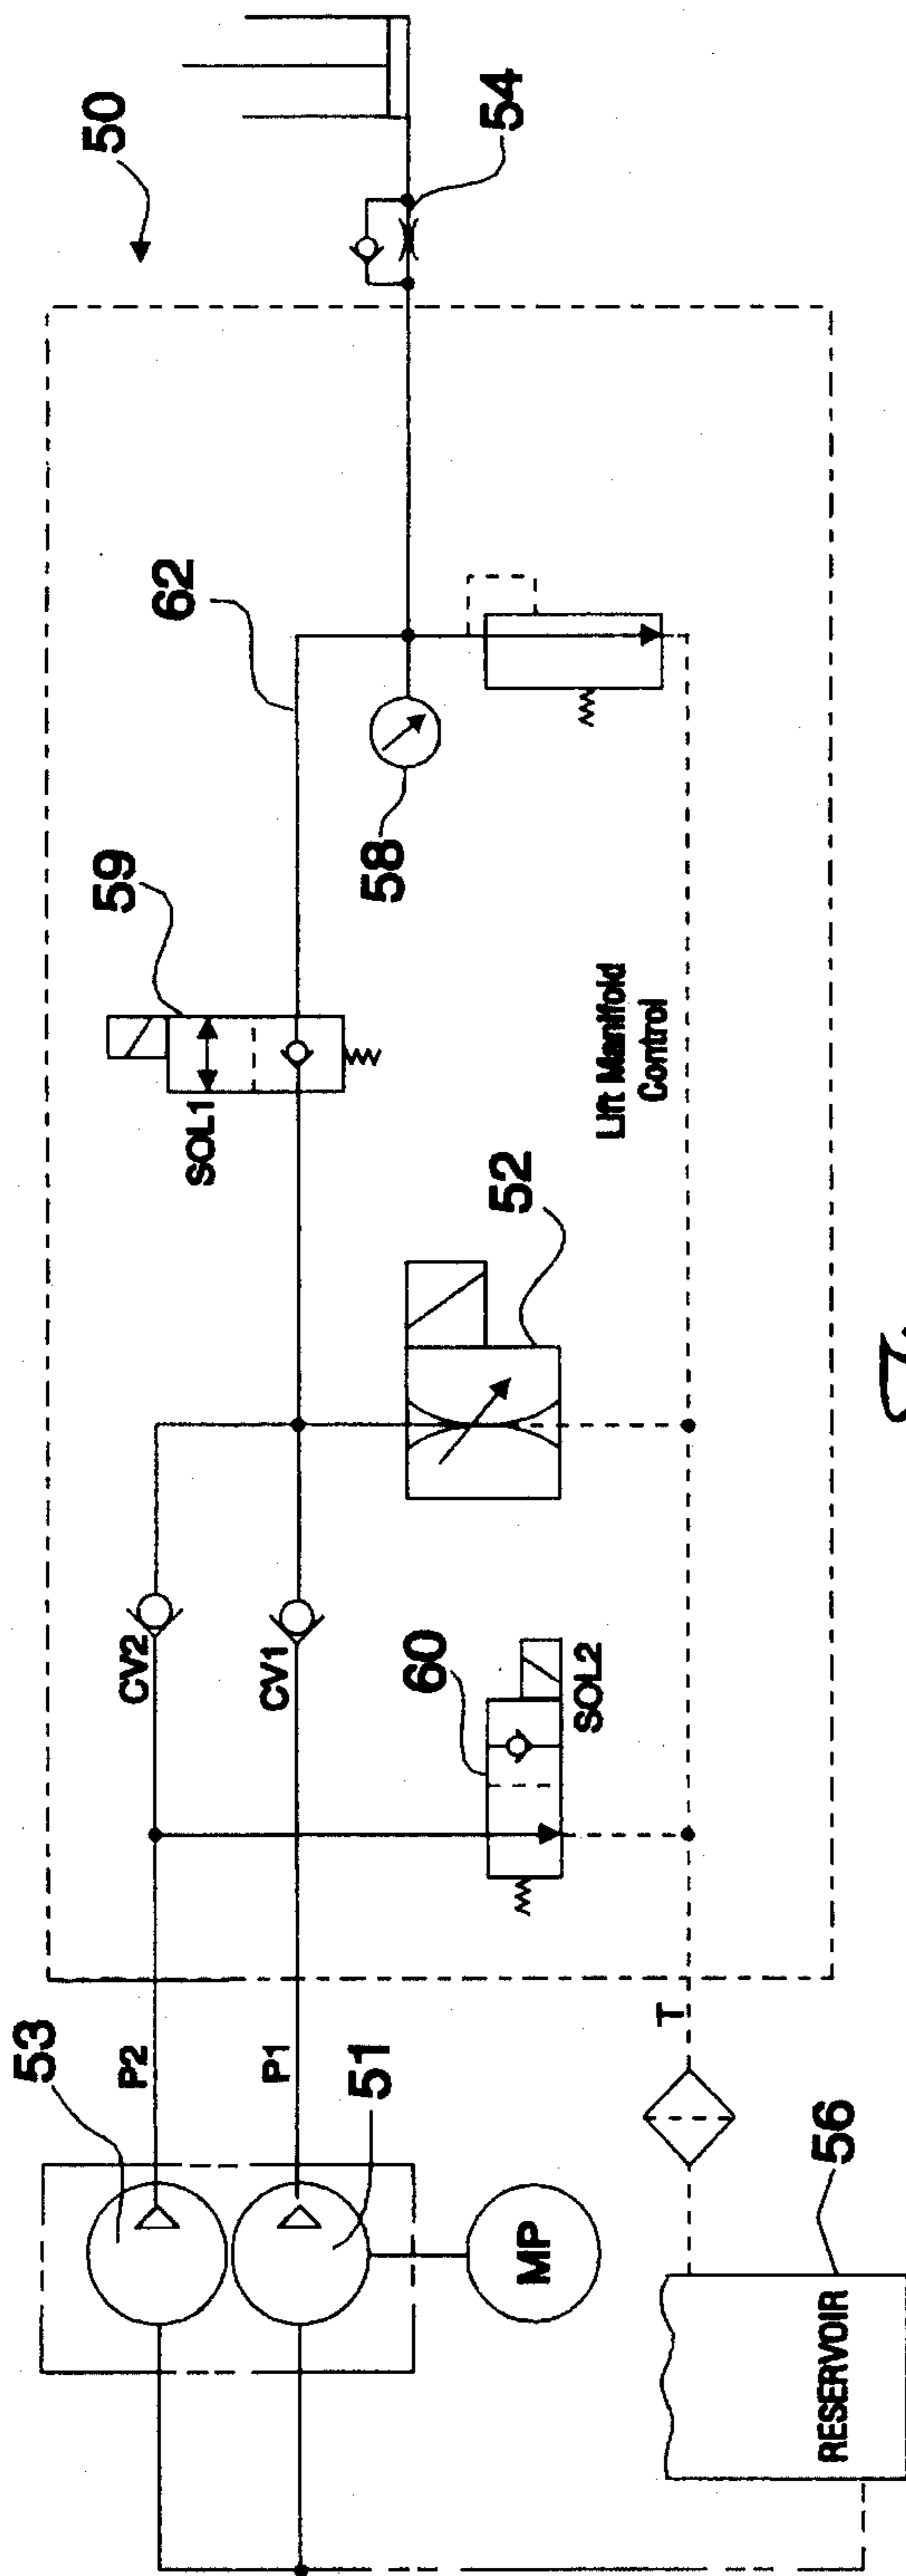 50
54
62
59
58
SOL1
Lift Manifold
Control
52
CV2
CV1
60
SOL2
53
P2
P1
51
T
MP
56
RESERVOIR